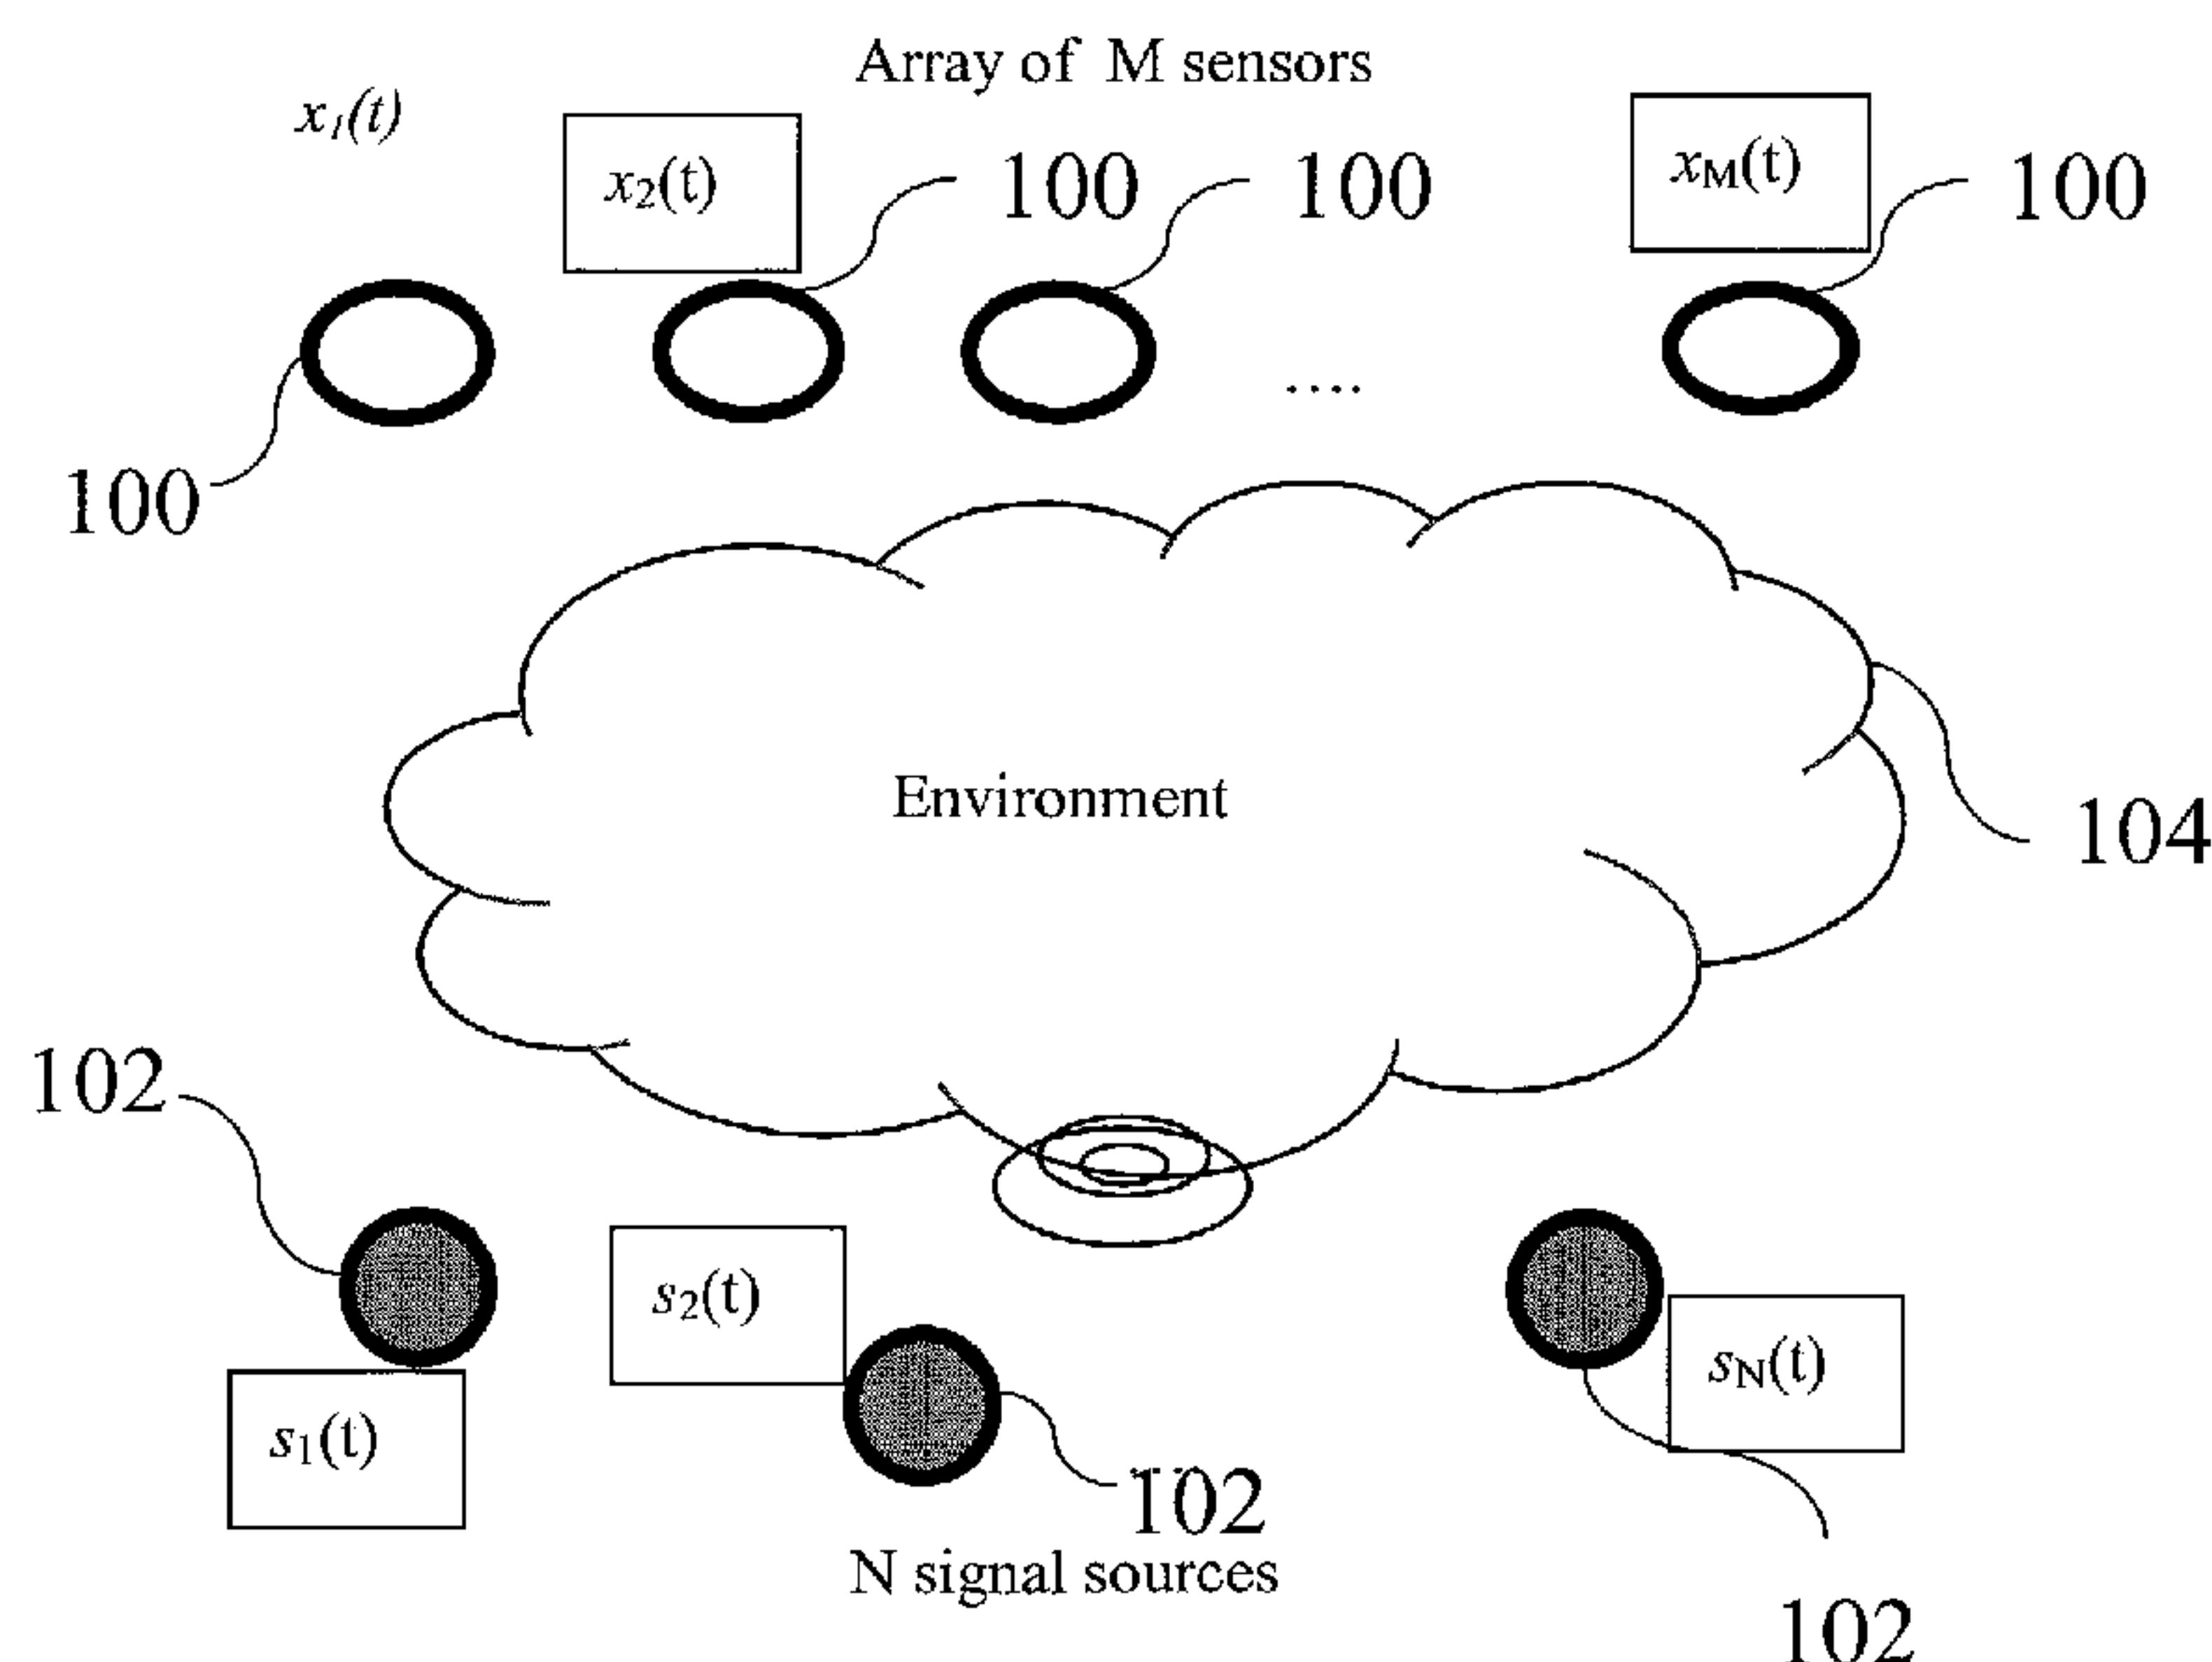 Array of M sensors
x1(t)
x2(t)
100
100
xM(t)
100
....
100
Environment
104
102
s2(t)
sN(t)
s1(t)
102
N signal sources
102